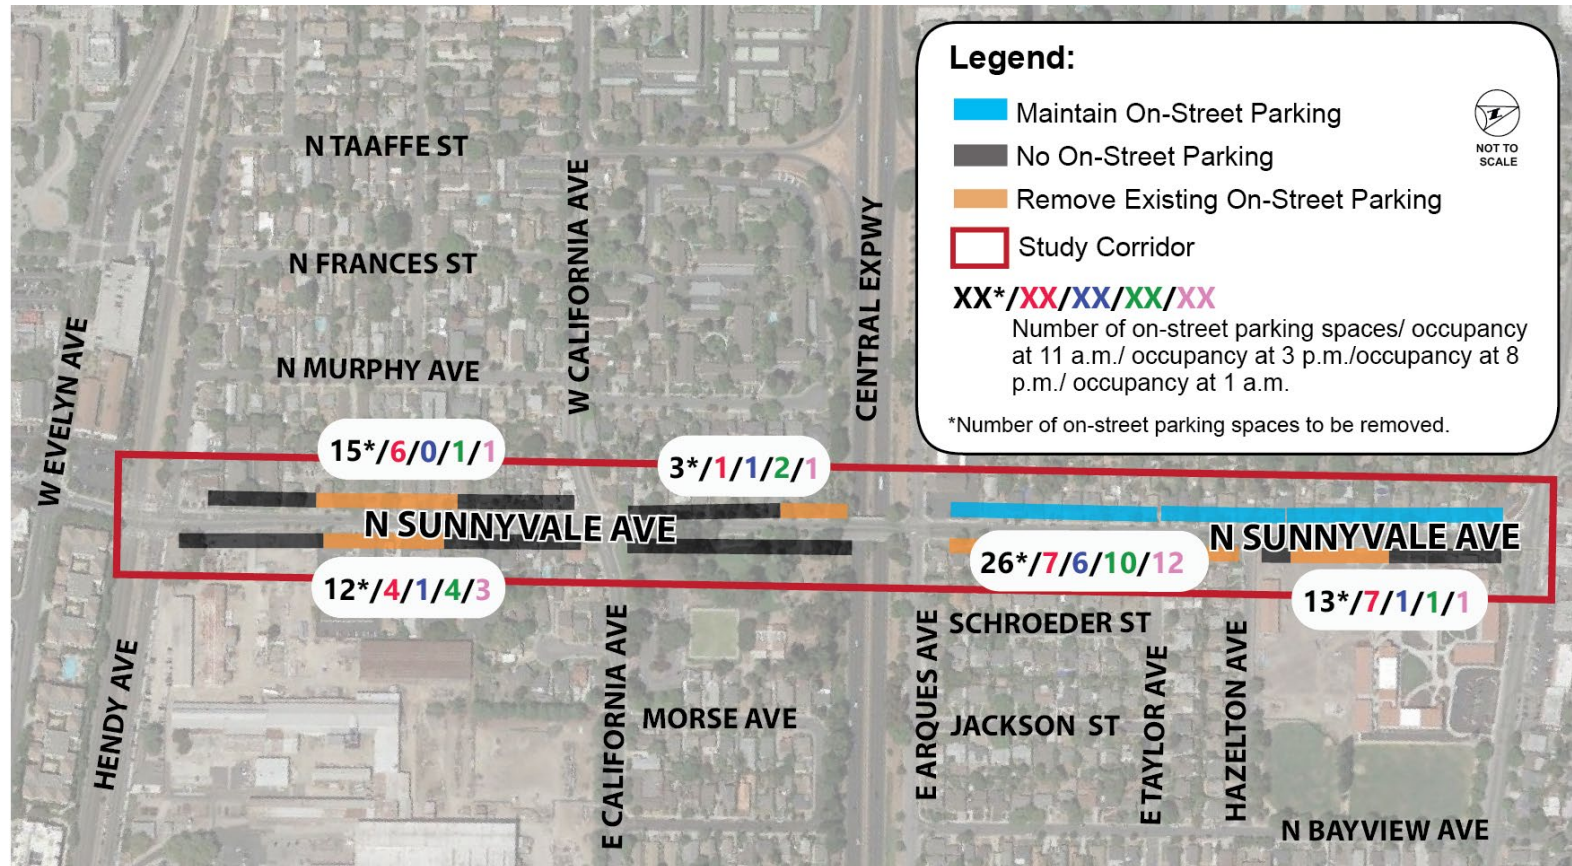 Legend:
Maintain On-Street Parking
No On-Street Parking
Remove Existing On-Street Parking
Study Corridor
XX*/XX/XX/XX/XX
Number of on-street parking spaces/ occupancy
at 11 a.m./ occupancy at 3 p.m./occupancy at 8
p.m./ occupancy at 1 a.m.
*Number of on-street parking spaces to be removed.
NOT TO
SCALE
N TAAFFE ST
N FRANCES ST
N MURPHY AVE
W EVELYN AVE
W CALIFORNIA AVE
CENTRAL EXPWY
15*/6/0/1/1
3*/1/1/2/1
N SUNNYVALE AVE
N SUNNYVALE AVE
12*/4/1/4/3
26*/7/6/10/12
13*/7/1/1/1
HENDY AVE
E CALIFORNIA AVE
MORSE AVE
E ARQUES AVE
SCHROEDER ST
JACKSON ST
E TAYLOR AVE
HAZELTON AVE
N BAYVIEW AVE